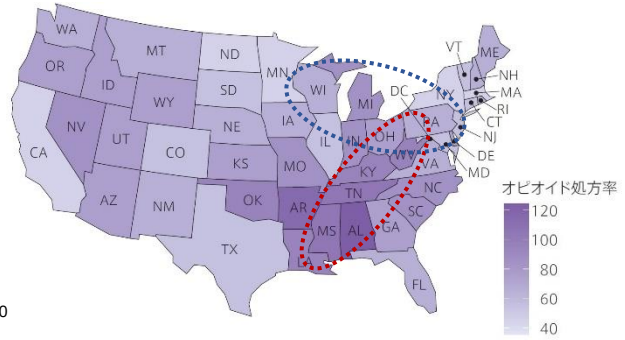 WA
MT
ND
MN
VT
ME
OR
ID
WY
SD
WI
MI
NY
NH
MA
RI
CT
NV
UT
CO
NE
IA
IL
IN
OH
PA
DC
NJ
DE
MD
CA
KS
MO
KY
WV
VA
AZ
NM
OK
AR
TN
NC
SC
TX
LA
MS
AL
GA
FL
オピオイド処方率
120
100
80
60
40
0